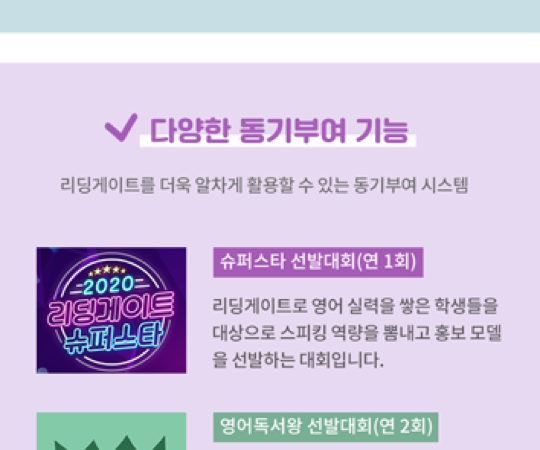 다양한 동기부여 기능
리딩게이트를 더욱 알차게 활용할 수 있는 동기부여 시스템
2020
리딩게이트
슈퍼스타
슈퍼스타 선발대회(연 1회)
리딩게이트로 영어 실력을 쌓은 학생들을
대상으로 스피킹 역량을 뽐내고 홍보 모델
을 선발하는 대회입니다.
영어독서왕 선발대회(연 2회)